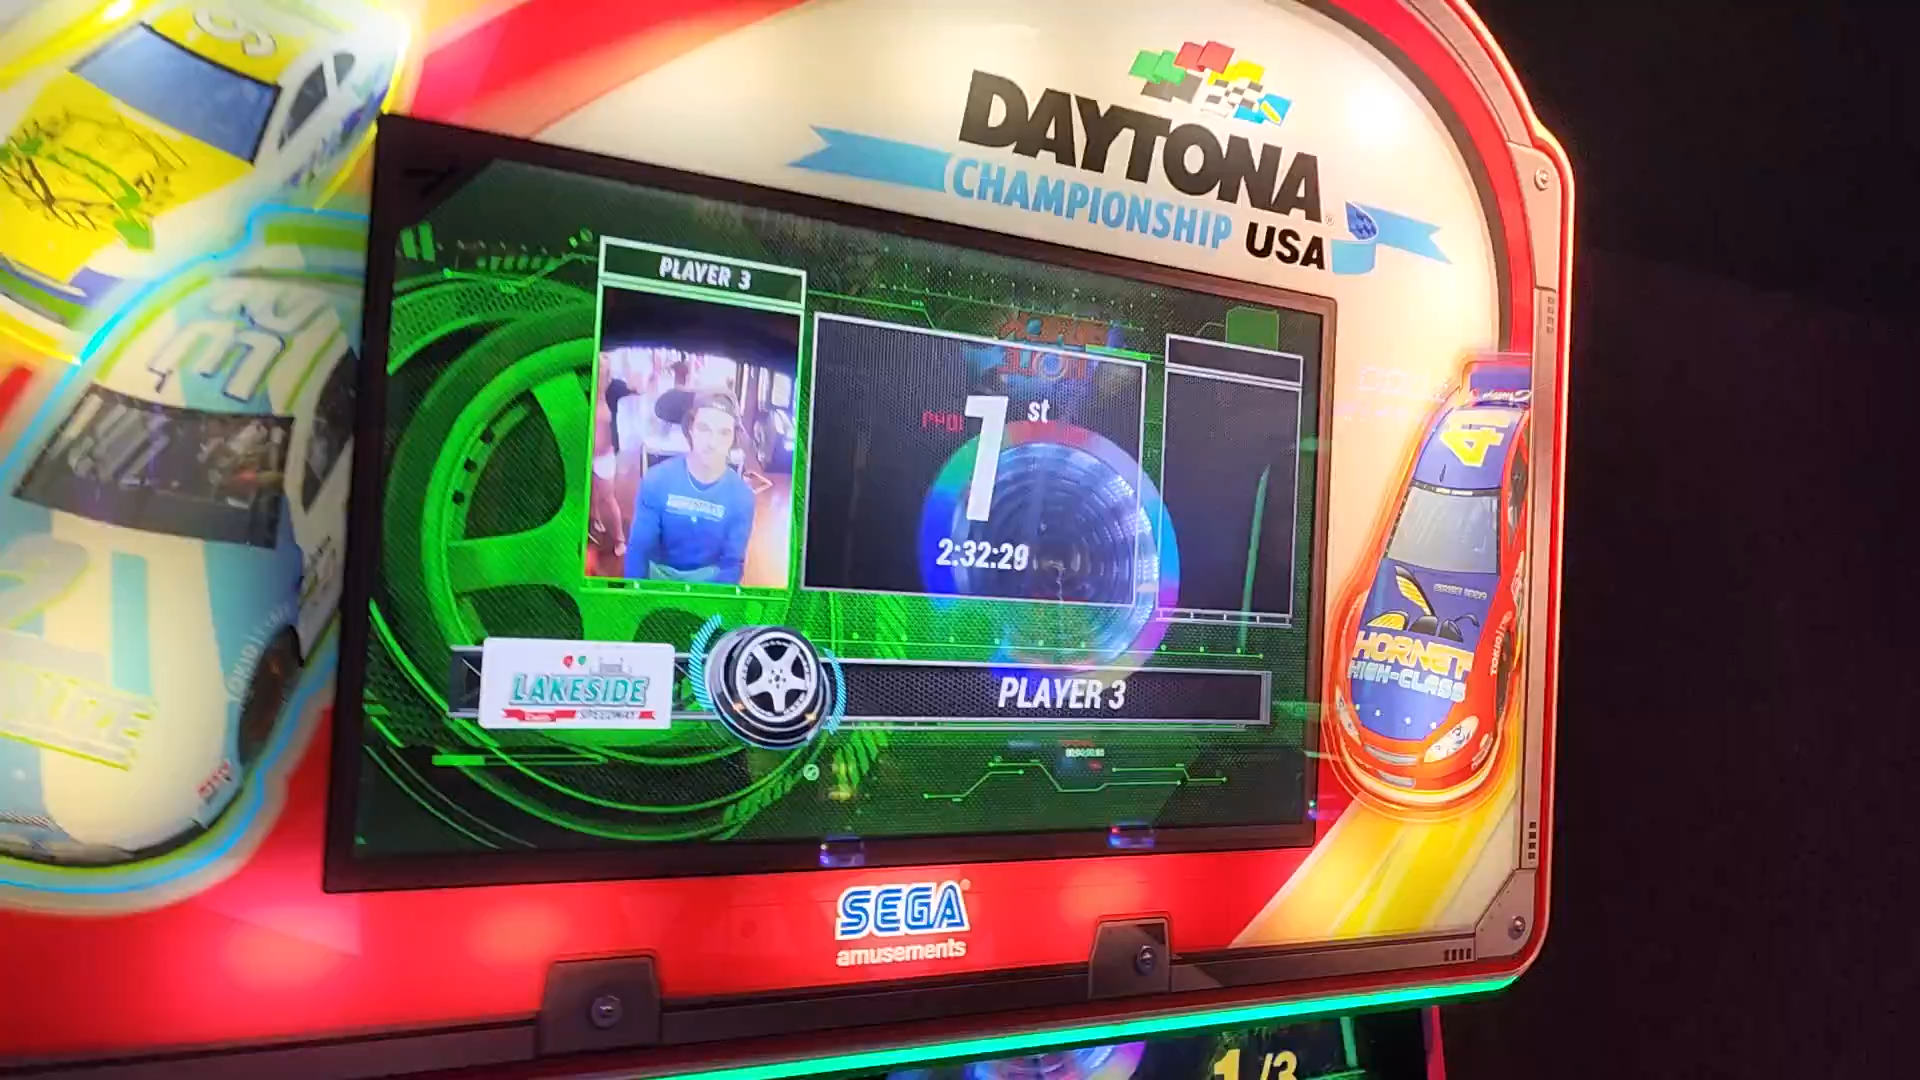 DAYTONA
CHAMPIONSHIP USA
PLAYER 3
1st
2:32:29
LAKESIDE
SPEEDWAY
PLAYER 3
41
HORNET
HIGH-CLASS
SEGA
amusements
1/3